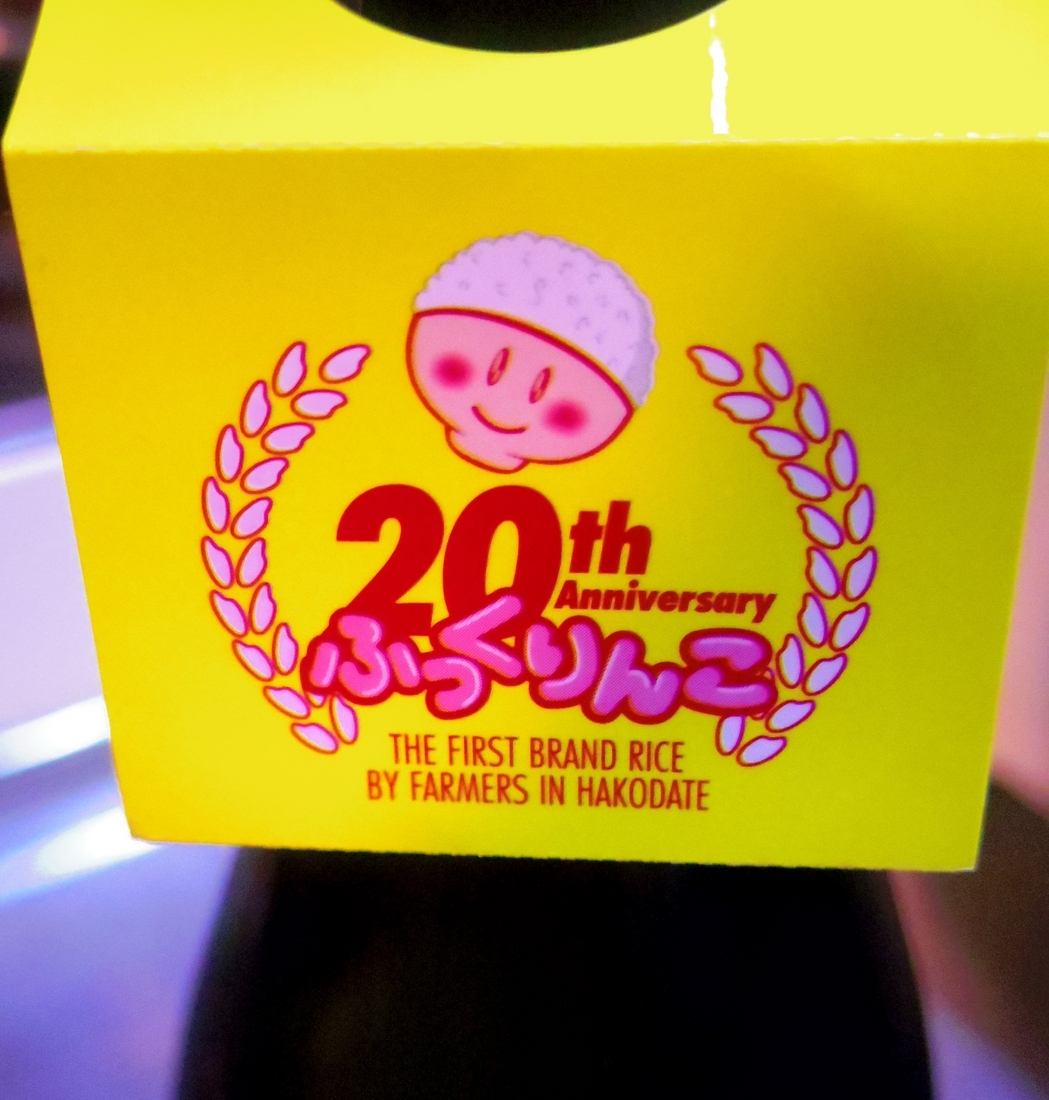 20th
Anniversary
ふっくりんこ
THE FIRST BRAND RICE
BY FARMERS IN HAKODATE